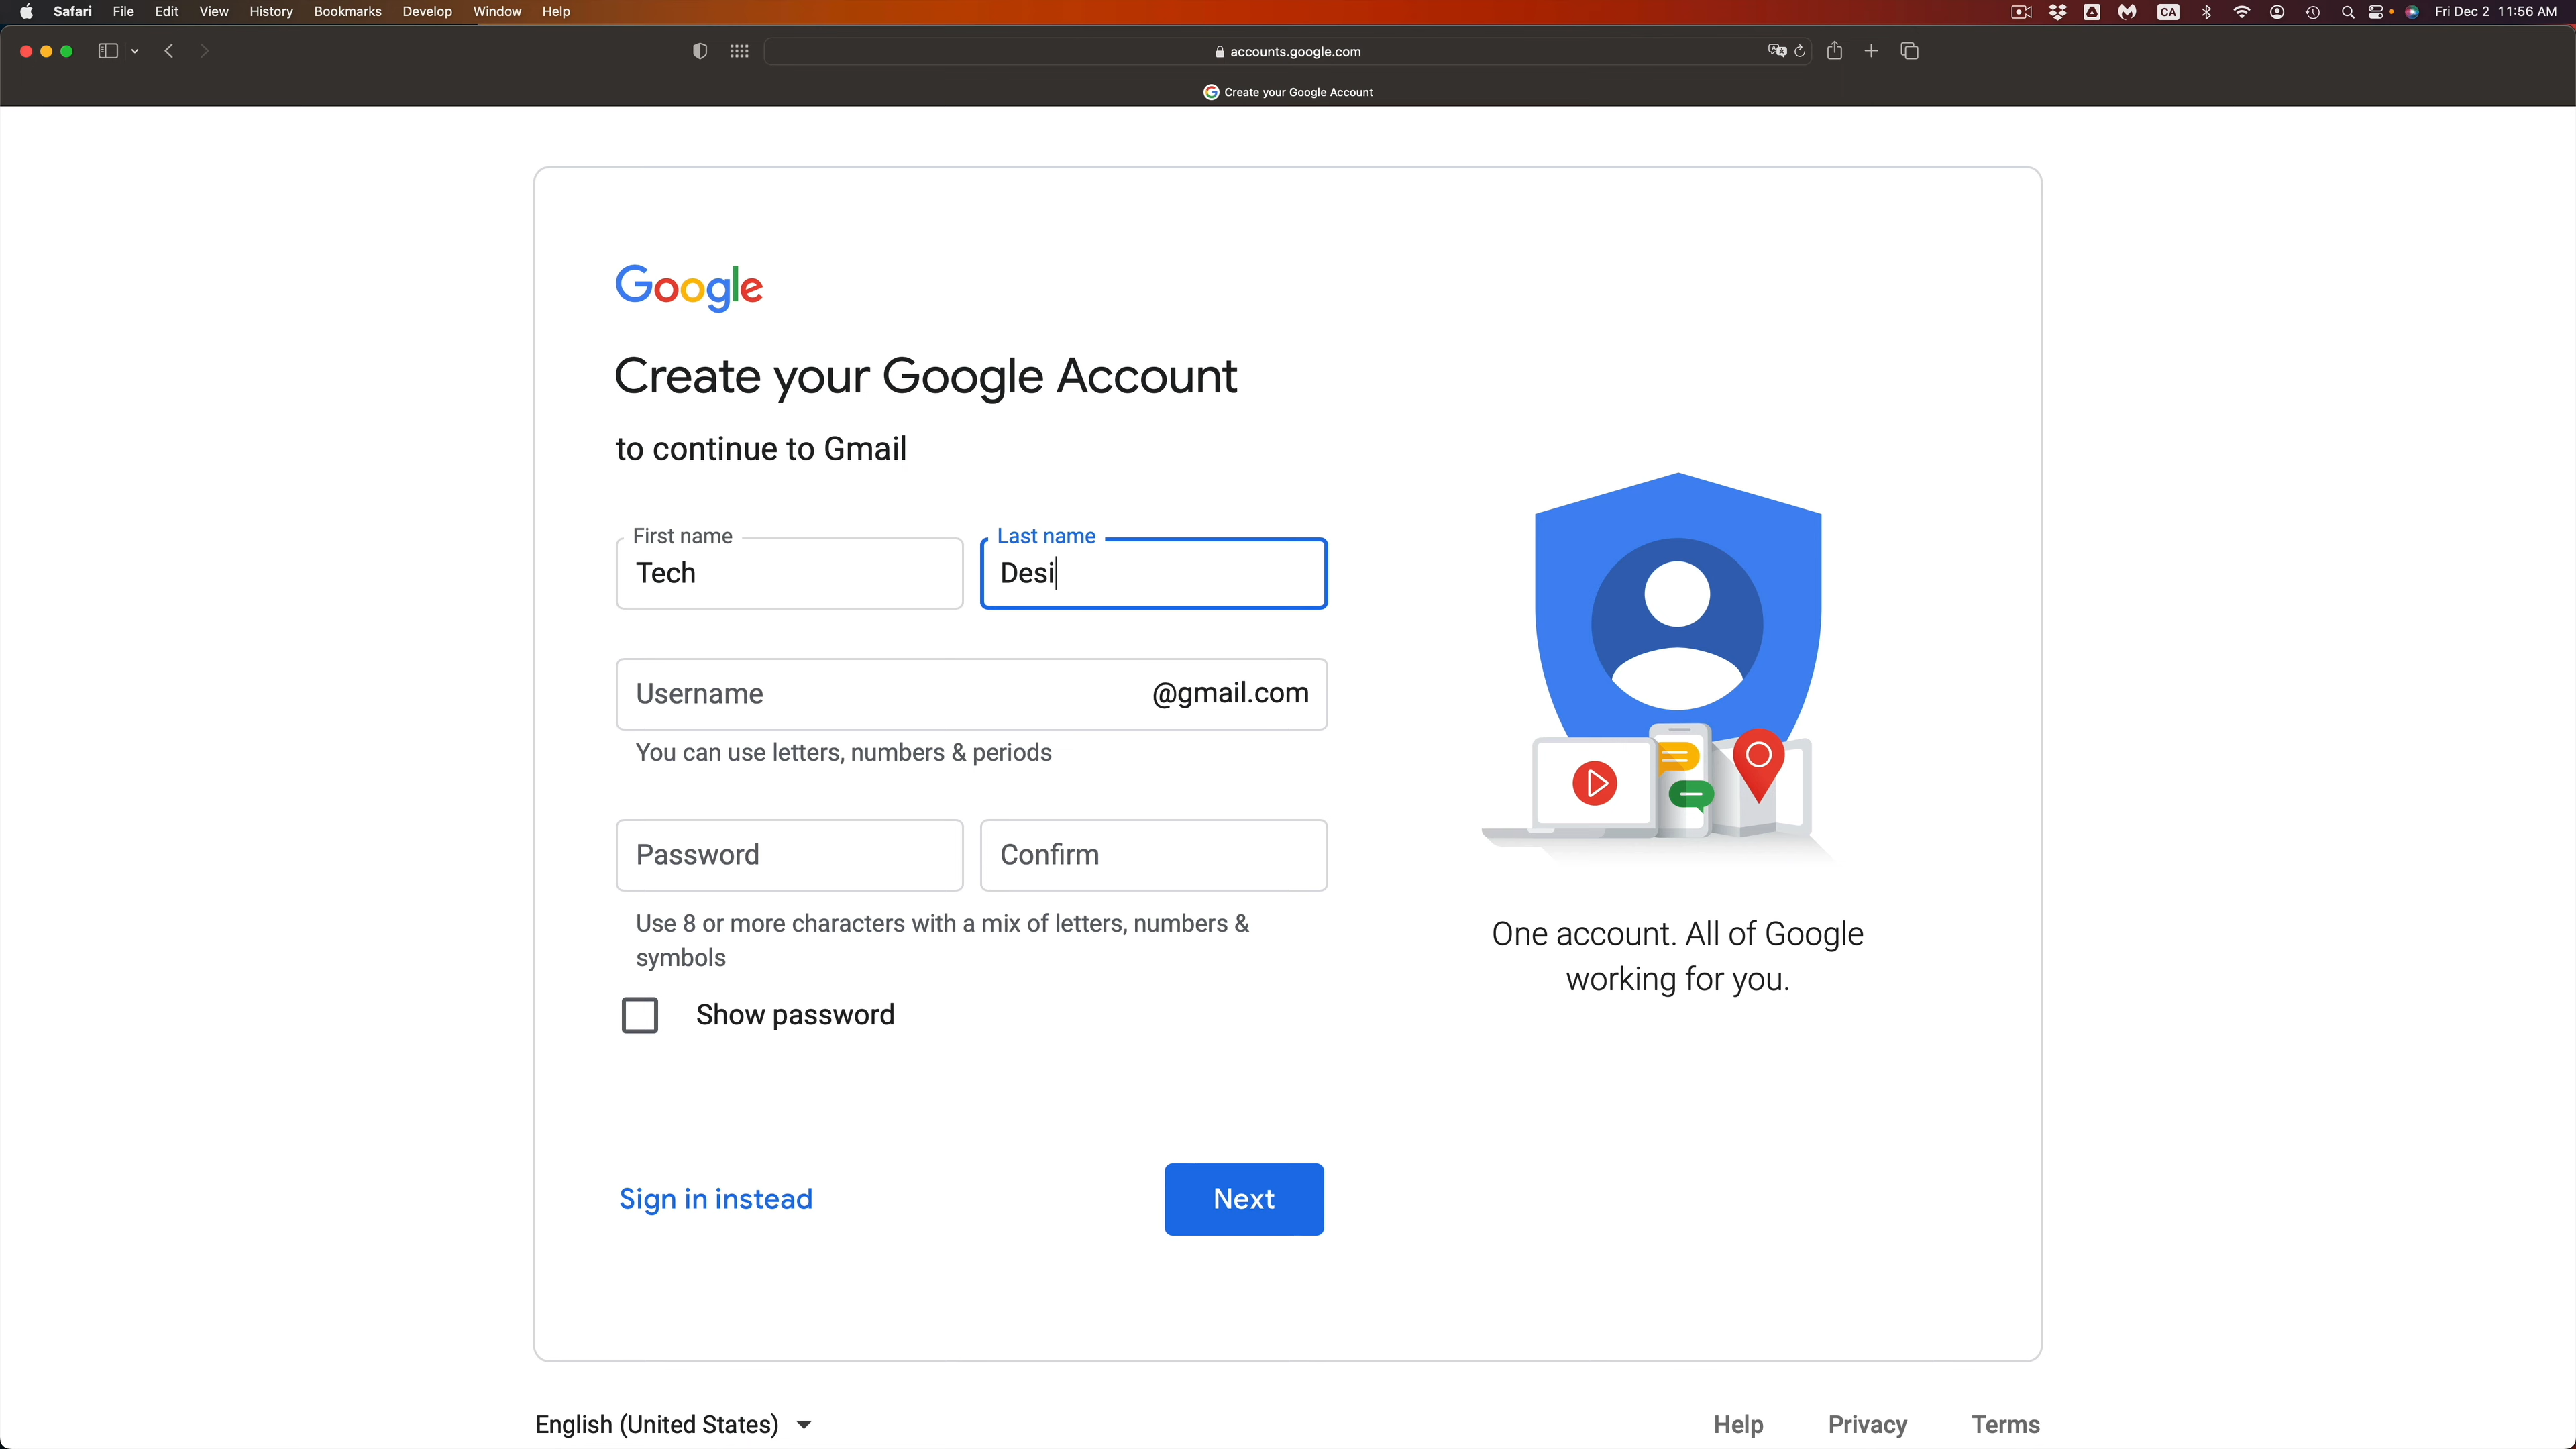 Safari File Edit View History Bookmarks Develop Window Help CA Fri Dec 2 11:56 AM
accounts.google.com
Create your Google Account
Google
Create your Google Account
to continue to Gmail
First name Last name
Tech Desi
Username @gmail.com
You can use letters, numbers & periods
Password Confirm
Use 8 or more characters with a mix of letters, numbers &
symbols
Show password
One account. All of Google
working for you.
Sign in instead Next
English (United States) Help Privacy Terms